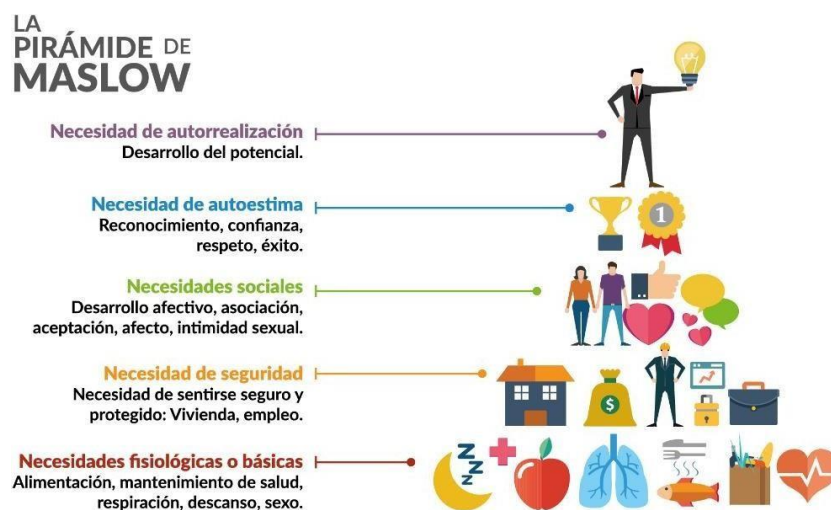 LA
PIRÁMIDE DE
MASLOW
Necesidad de autorrealización
Desarrollo del potencial.
Necesidad de autoestima
Reconocimiento, confianza,
respeto, éxito.
1
Necesidades sociales
Desarrollo afectivo, asociación,
aceptación, afecto, intimidad sexual.
Necesidad de seguridad
Necesidad de sentirse seguro y
protegido: Vivienda, empleo.
$
Necesidades fisiológicas o básicas
Alimentación, mantenimiento de salud,
respiración, descanso, sexo.
ZZZ